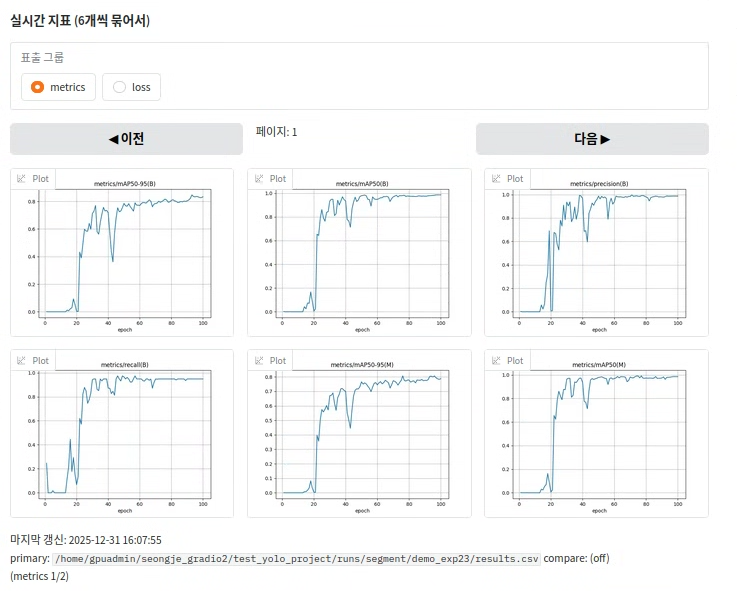 실시간 지표 (6개씩 묶어서)
표출 그룹
metrics loss
◀ 이전 페이지: 1 다음 ▶
Plot Plot Plot
metrics/mAP50-95(B) metrics/mAP50(B) metrics/precision(B)
0.8 1.0 1.0
0.6 0.8 0.8
0.4 0.6 0.6
0.2 0.4 0.4
0.0 0.2 0.2
0.0 0.0
0 20 40 60 80 100 0 20 40 60 80 100 0 20 40 60 80 100
epoch epoch epoch
Plot Plot Plot
metrics/recall(B) metrics/mAP50-95(M) metrics/mAP50(M)
1.0 0.8 1.0
0.8 0.7 0.8
0.6 0.6 0.6
0.4 0.5 0.4
0.2 0.4 0.2
0.0 0.3 0.0
0.2
0.1
0.0
0 20 40 60 80 100 0 20 40 60 80 100 0 20 40 60 80 100
epoch epoch epoch
마지막 갱신: 2025-12-31 16:07:55
primary: /home/gpuadmin/seongje_gradio2/test_yolo_project/runs/segment/demo_exp23/results.csv compare: (off)
(metrics 1/2)